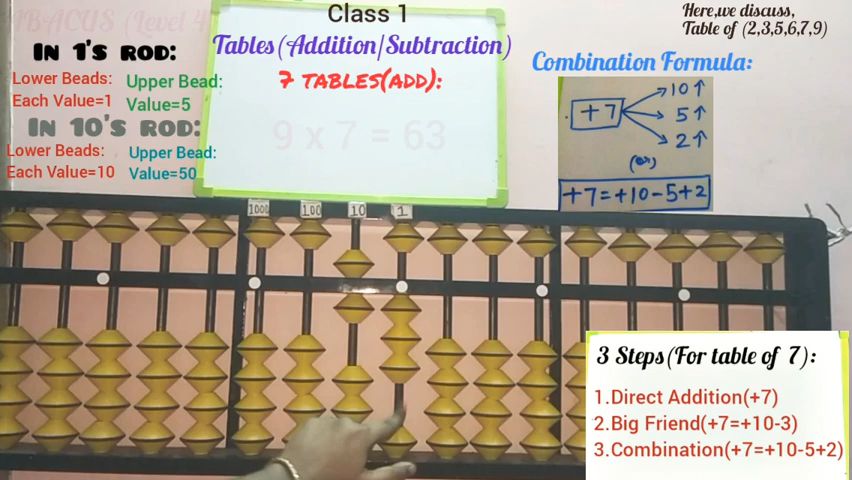 ABACUS (Level 4)
Class 1
Tables(Addition/Subtraction)
7 TABLES(ADD):
9 x 7 = 63
Here,we discuss,
Table of (2,3,5,6,7,9)
IN 1'S ROD:
Lower Beads:
Each Value=1
Upper Bead:
Value=5
IN 10'S ROD:
Lower Beads:
Each Value=10
Upper Bead:
Value=50
Combination Formula:
+7
10↑
5↑
2↑
(or)
+7=+10-5+2
1000
100
10
1
3 Steps(For table of 7):
1.Direct Addition(+7)
2.Big Friend(+7=+10-3)
3.Combination(+7=+10-5+2)